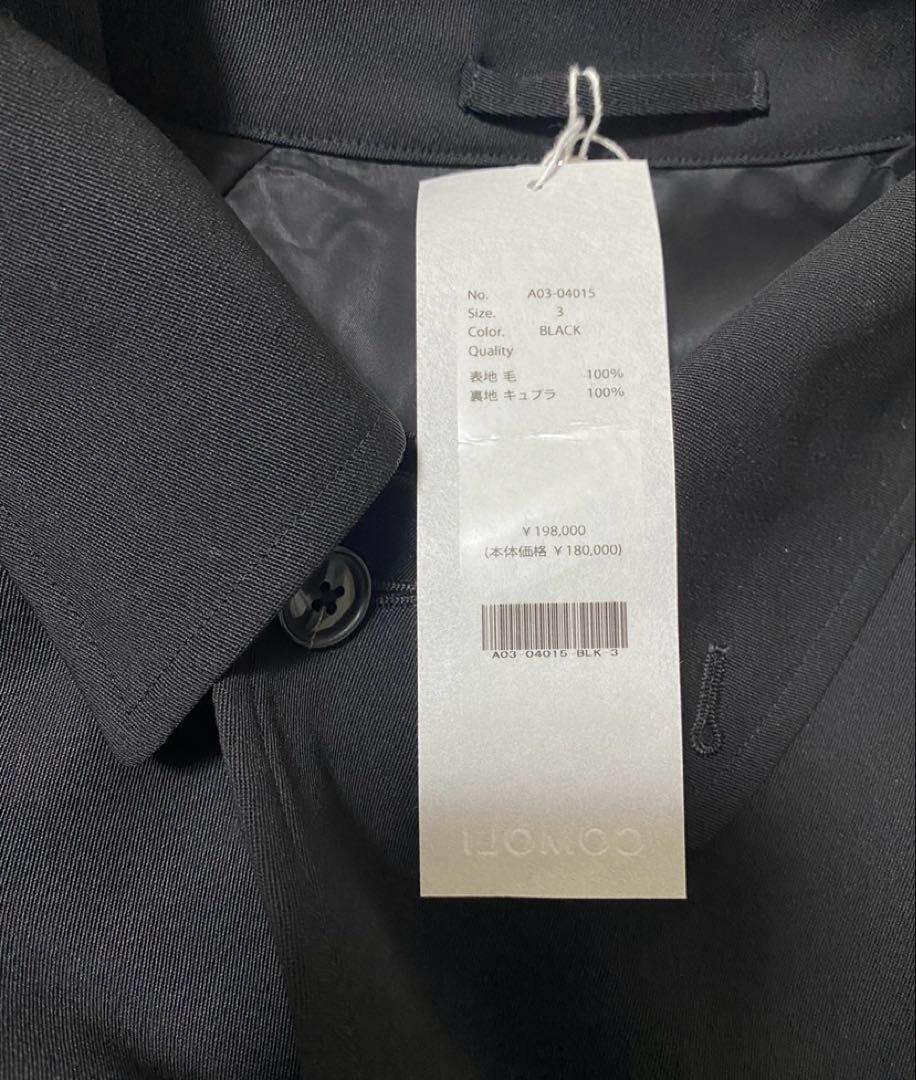 No. A03-04015
Size. 3
Color. BLACK
Quality
表地 毛 100%
裏地 キュプラ 100%
¥198,000
(本体価格 ¥180,000)
A03-04015-BLK-3
COMOLI